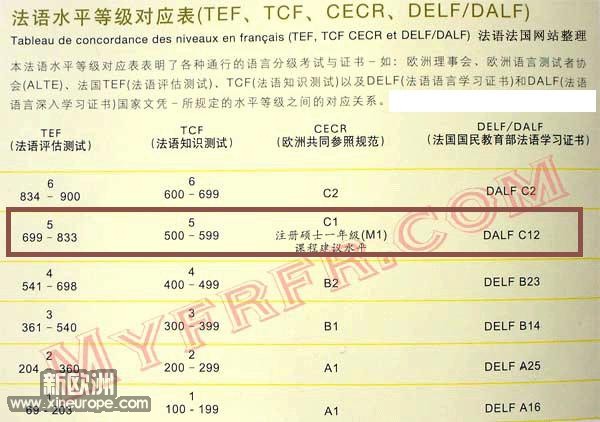 法语水平等级对应表(TEF、TCF、CECR、DELF/DALF)
Tableau de concordance des niveaux en français (TEF, TCF CECR et DELF/DALF) 法语法国网站整理
本法语水平等级对应表表明了各种通行的语言分级考试与证书-如：欧洲理事会、欧洲语言测试者协
会(ALTE)、法国TEF(法语评估测试)、TCF(法语知识测试)以及DELF(法语语言学习证书)和DALF(法语
语言深入学习证书)国家文凭-所规定的水平等级之间的对应关系。
TEF TCF CECR DELF/DALF
(法语评估测试) (法语知识测试) (欧洲共同参照规范) (法国国民教育部法语学习证书)
6 6
834 - 900 600 - 699 C2 DALF C2
5 5 C1
699 - 833 500 - 599 注册硕士一年级(M1) DALF C12
课程建议水平
4 4
541 - 698 400 - 499 B2 DELF B23
3 3
361 - 540 300 - 399 B1 DELF B14
2 2
204 - 360 200 - 299 A1 DELF A25
1
69 - 203 100 - 199 A1 DELF A16
MYFRFR.COM
新欧洲
www.xineurope.com